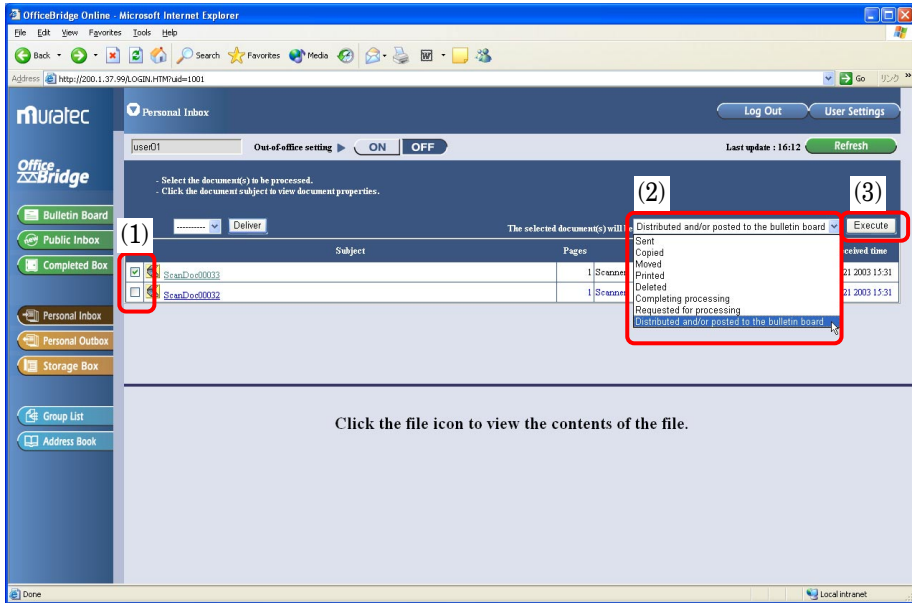 OfficeBridge Online - Microsoft Internet Explorer
File Edit View Favorites Tools Help
Back Search Favorites Media
Address http://200.1.37.99/LOGIN.HTM?uid=1001 Go リンク »
muratec
Personal Inbox Log Out User Settings
user01 Out-of-office setting ON OFF Last update : 16:12 Refresh
Office Bridge
- Select the document(s) to be processed.
- Click the document subject to view document properties.
(2) (3)
Bulletin Board
(1) ---------- Deliver The selected document(s) will be Distributed and/or posted to the bulletin board Execute
Public Inbox
Subject Pages ceived time
Completed Box
ScanDoc00033 1 Scanner 21 2003 15:31
ScanDoc00032 1 Scanner 21 2003 15:31
Sent
Copied
Moved
Printed
Deleted
Completing processing
Requested for processing
Distributed and/or posted to the bulletin board
Personal Inbox
Personal Outbox
Storage Box
Group List
Address Book
Click the file icon to view the contents of the file.
Done Local intranet